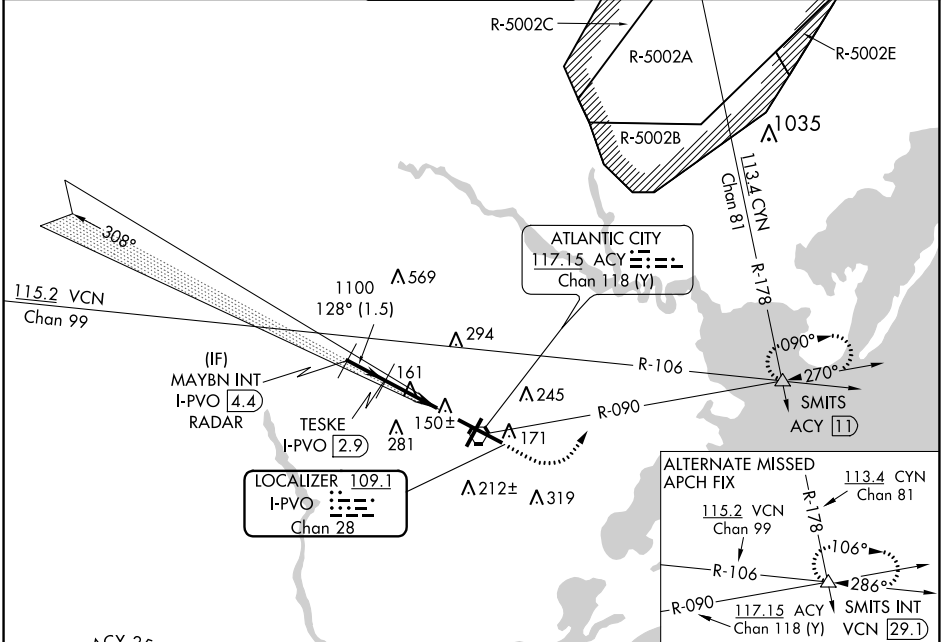 R-5002C
R-5002A
R-5002E
R-5002B
1035
113.4 CYN
Chan 81
R-178
308°
ATLANTIC CITY
117.15 ACY
Chan 118 (Y)
1100
128° (1.5)
569
115.2 VCN
Chan 99
294
R-106
090°
270°
(IF)
MAYBN INT
I-PVO 4.4
RADAR
161
245
R-090
SMITS
ACY 11
TESKE
I-PVO 2.9
150±
281
171
LOCALIZER 109.1
I-PVO
Chan 28
212±
319
ALTERNATE MISSED
APCH FIX
113.4 CYN
Chan 81
115.2 VCN
Chan 99
R-178
106°
R-106
286°
R-090
117.15 ACY
Chan 118 (Y)
SMITS INT
VCN 29.1